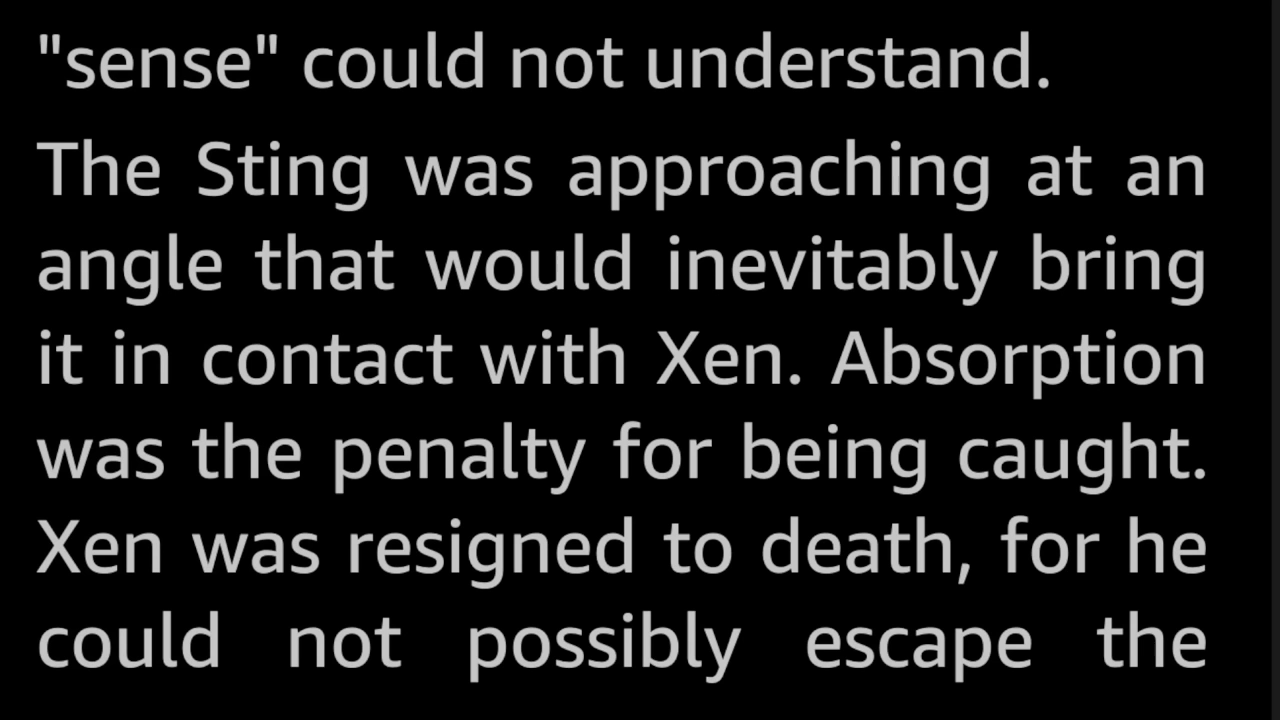 "sense" could not understand.
The Sting was approaching at an
angle that would inevitably bring
it in contact with Xen. Absorption
was the penalty for being caught.
Xen was resigned to death, for he
could not possibly escape the